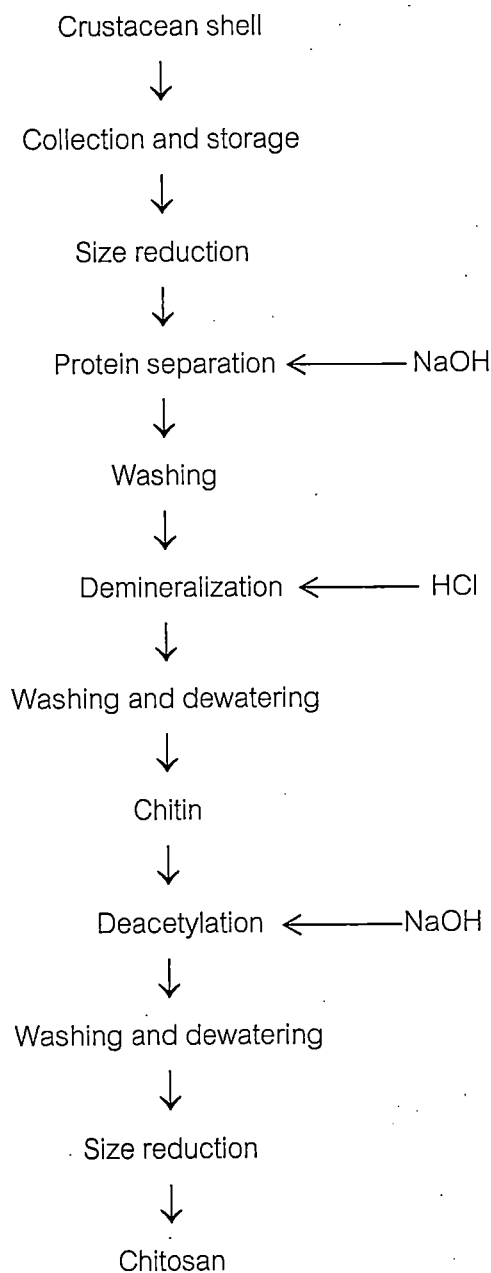 Crustacean shell
Collection and storage
Size reduction
Protein separation NaOH
Washing
Demineralization HCl
Washing and dewatering
Chitin
Deacetylation NaOH
Washing and dewatering
Size reduction
Chitosan